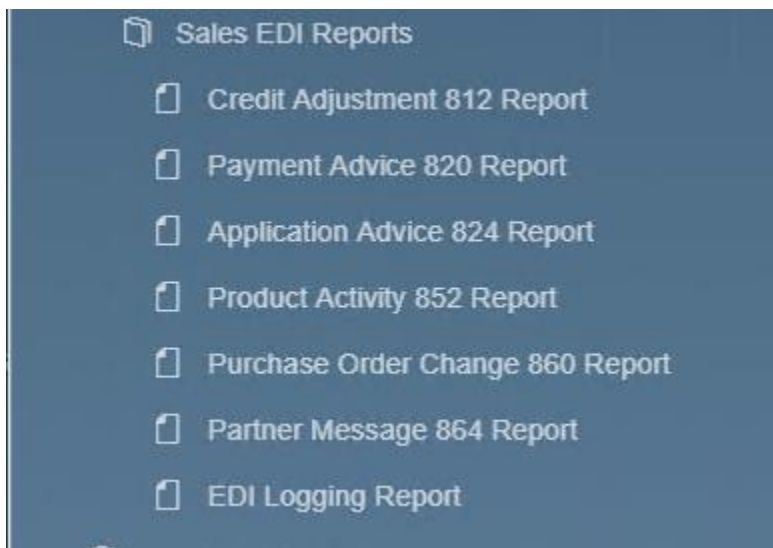 Sales EDI Reports
Credit Adjustment 812 Report
Payment Advice 820 Report
Application Advice 824 Report
Product Activity 852 Report
Purchase Order Change 860 Report
Partner Message 864 Report
EDI Logging Report